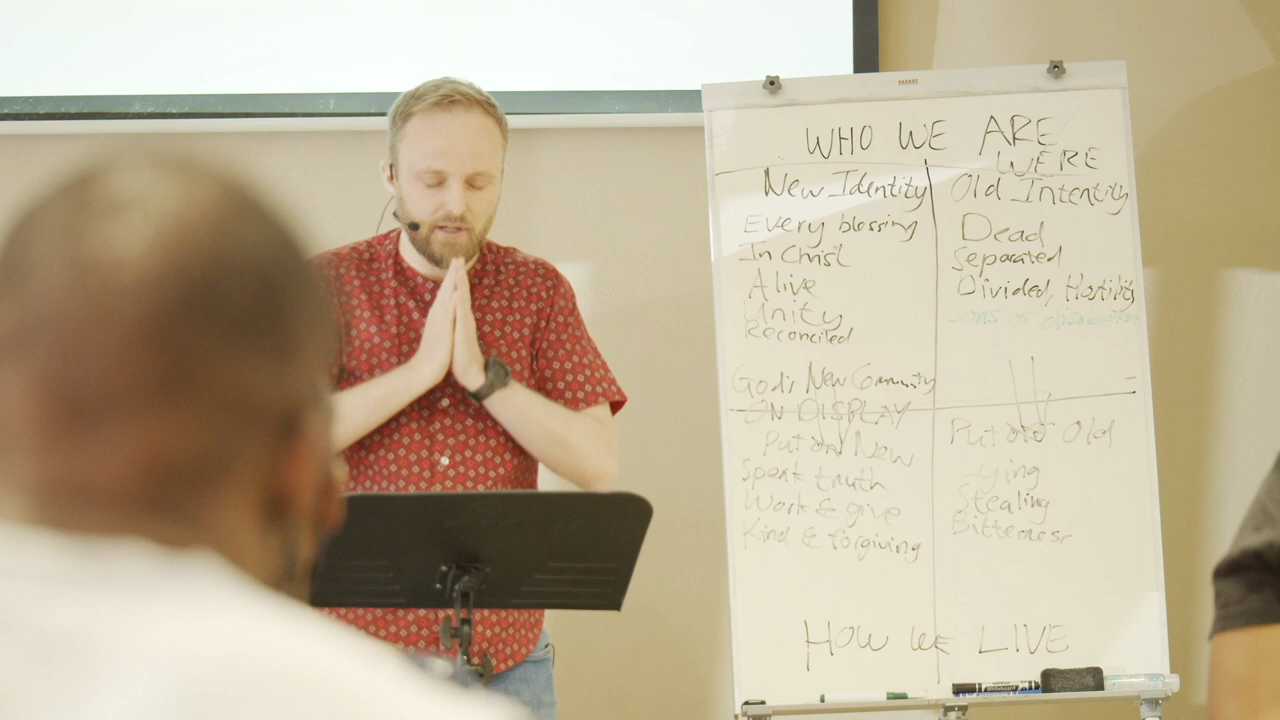 WHO WE ARE
WERE
New Identity
Every blessing
In Christ
Alive
Unity
Reconciled
God's New Community
ON DISPLAY
Put on New
Speak truth
Work & give
Kind & forgiving
Old Intentity
Dead
Separated
Divided, Hostility
sons of
Put off Old
Lying
Stealing
Bitterness
HOW WE LIVE